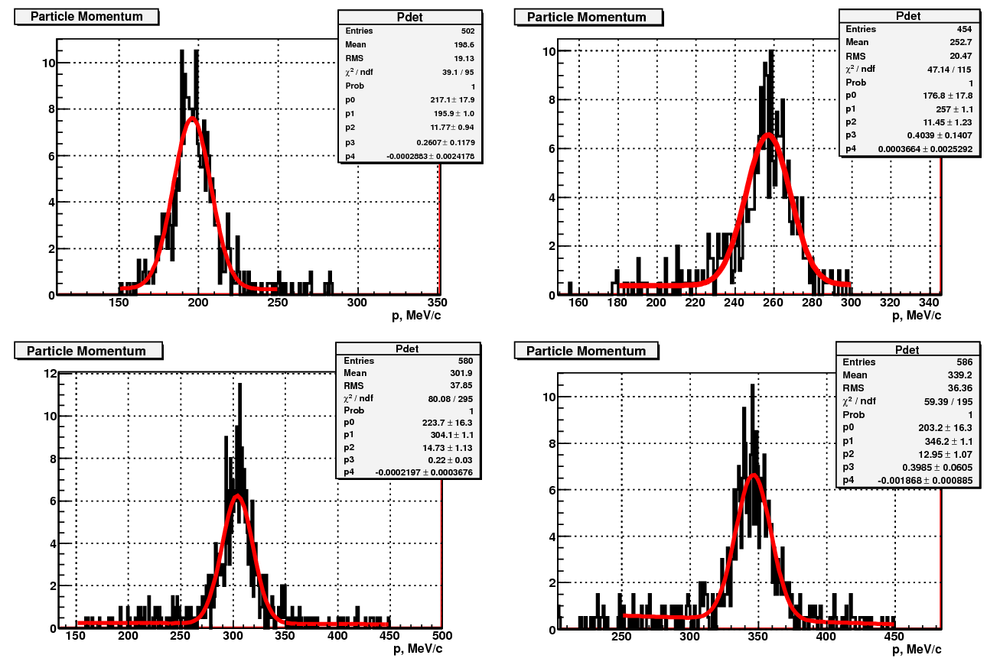 Particle Momentum
Pdet
Entries 502
Mean 198.6
RMS 19.13
χ² / ndf 39.1 / 95
Prob 1
p0 217.1 ± 17.9
p1 195.9 ± 1.0
p2 11.77 ± 0.94
p3 0.2607 ± 0.1179
p4 -0.0002883 ± 0.0024178
10
8
6
4
2
0
150 200 250 300 350
p, MeV/c
Particle Momentum
Pdet
Entries 454
Mean 252.7
RMS 20.47
χ² / ndf 47.14 / 115
Prob 1
p0 176.8 ± 17.8
p1 257 ± 1.1
p2 11.45 ± 1.23
p3 0.4039 ± 0.1407
p4 0.0003664 ± 0.0025292
10
8
6
4
2
0
160 180 200 220 240 260 280 300 320 340
p, MeV/c
Particle Momentum
Pdet
Entries 580
Mean 301.9
RMS 37.85
χ² / ndf 80.08 / 295
Prob 1
p0 223.7 ± 16.3
p1 304.1 ± 1.1
p2 14.73 ± 1.13
p3 0.22 ± 0.03
p4 -0.0002197 ± 0.0003676
12
10
8
6
4
2
0
150 200 250 300 350 400 450 500
p, MeV/c
Particle Momentum
Pdet
Entries 586
Mean 339.2
RMS 36.36
χ² / ndf 59.39 / 195
Prob 1
p0 203.2 ± 16.3
p1 346.2 ± 1.1
p2 12.95 ± 1.07
p3 0.3985 ± 0.0605
p4 -0.001868 ± 0.000885
10
8
6
4
2
0
250 300 350 400 450
p, MeV/c